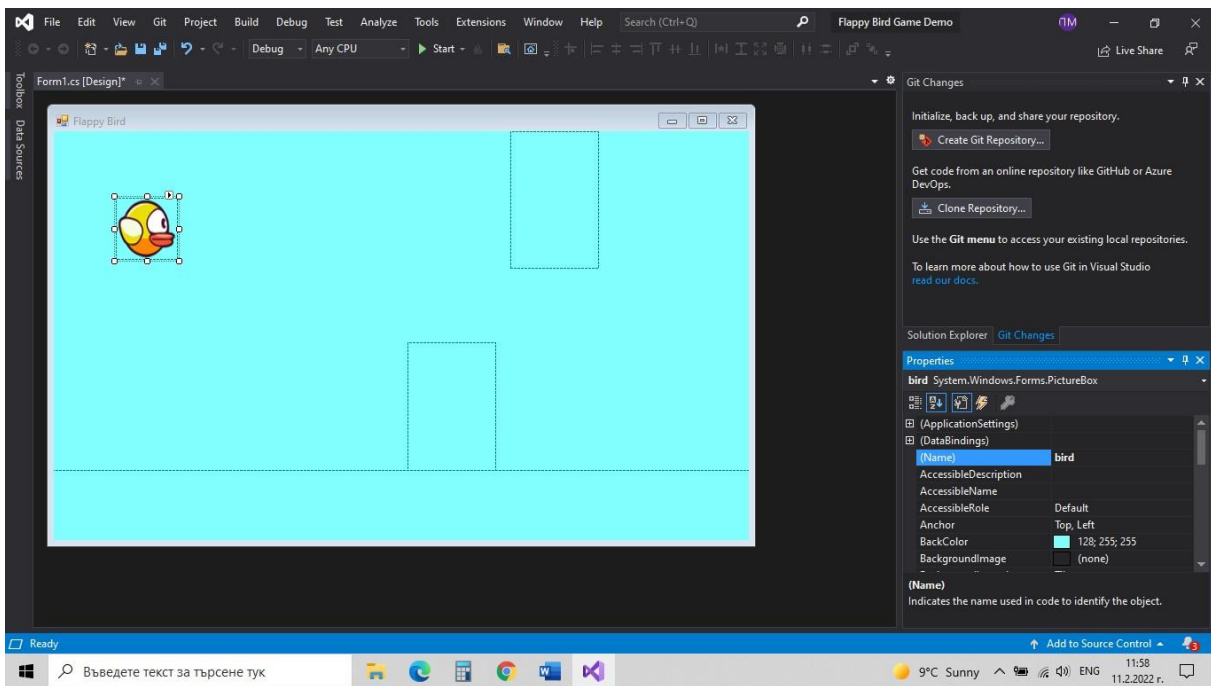 File Edit View Git Project Build Debug Test Analyze Tools Extensions Window Help Search (Ctrl+Q) Flappy Bird Game Demo ПМ
Debug Any CPU Start Live Share
Toolbox
Data Sources
Form1.cs [Design]*
Flappy Bird
Git Changes
Initialize, back up, and share your repository.
Create Git Repository...
Get code from an online repository like GitHub or Azure
DevOps.
Clone Repository...
Use the Git menu to access your existing local repositories.
To learn more about how to use Git in Visual Studio
read our docs.
Solution Explorer Git Changes
Properties
bird System.Windows.Forms.PictureBox
(ApplicationSettings)
(DataBindings)
(Name) bird
AccessibleDescription
AccessibleName
AccessibleRole Default
Anchor Top, Left
BackColor 128; 255; 255
BackgroundImage (none)
(Name)
Indicates the name used in code to identify the object.
Ready Add to Source Control 3
Въведете текст за търсене тук 9°C Sunny ENG 11:58
11.2.2022 г.